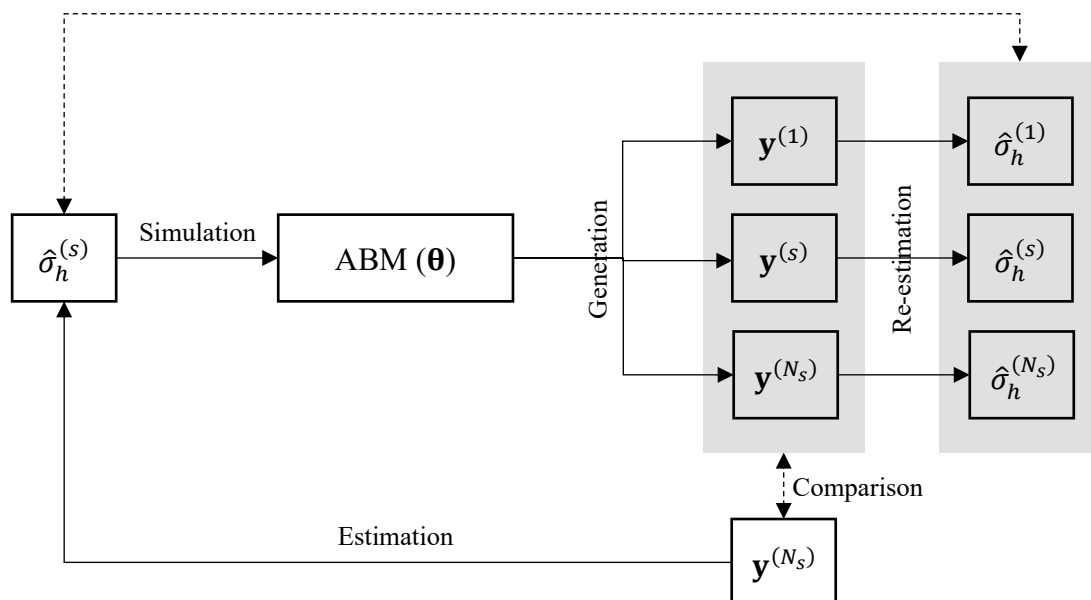 σ̂_h^(s)
Simulation
ABM (θ)
Generation
y^(1)
y^(s)
y^(N_s)
Re-estimation
σ̂_h^(1)
σ̂_h^(s)
σ̂_h^(N_s)
Comparison
Estimation
y^(N_s)